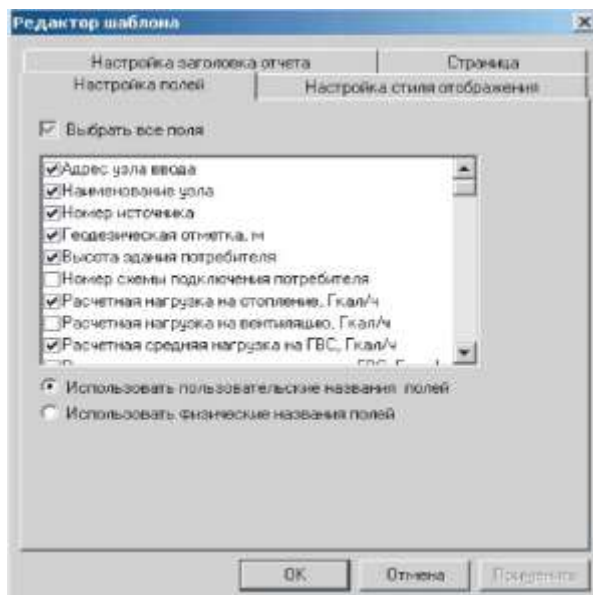 Редактор шаблона
Настройка заголовка отчета
Страница
Настройка полей
Настройка стиля отображения
Выбрать все поля
Адрес узла ввода
Наименование узла
Номер источника
Геодезическая отметка, м
Высота здания потребителя
Номер схемы подключения потребителя
Расчетная нагрузка на отопление, Гкал/ч
Расчетная нагрузка на вентиляцию, Гкал/ч
Расчетная средняя нагрузка на ГВС, Гкал/ч
Использовать пользовательские названия полей
Использовать физические названия полей
OK
Отмена
Применить